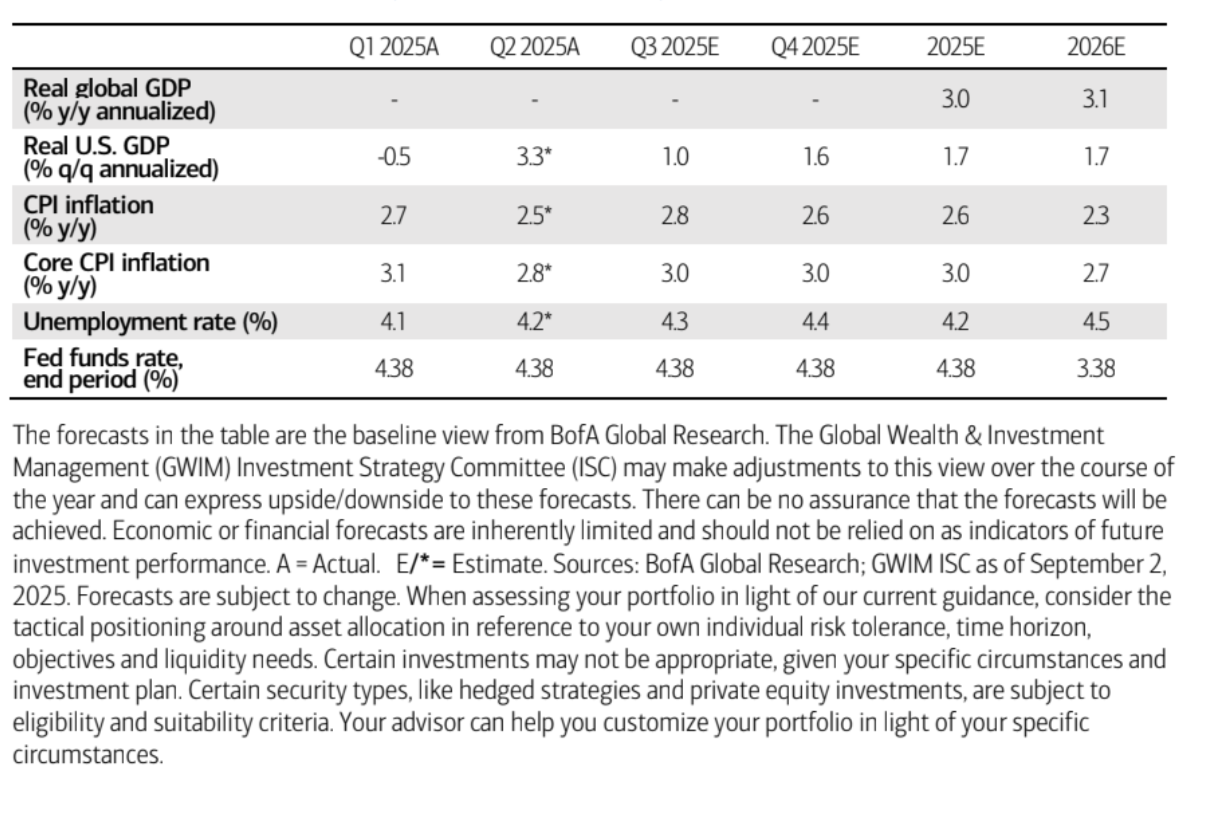 Q1 2025A Q2 2025A Q3 2025E Q4 2025E 2025E 2026E
Real global GDP
(% y/y annualized) - - - - 3.0 3.1
Real U.S. GDP
(% q/q annualized) -0.5 3.3* 1.0 1.6 1.7 1.7
CPI inflation
(% y/y) 2.7 2.5* 2.8 2.6 2.6 2.3
Core CPI inflation
(% y/y) 3.1 2.8* 3.0 3.0 3.0 2.7
Unemployment rate (%) 4.1 4.2* 4.3 4.4 4.2 4.5
Fed funds rate,
end period (%) 4.38 4.38 4.38 4.38 4.38 3.38
The forecasts in the table are the baseline view from BofA Global Research. The Global Wealth & Investment
Management (GWIM) Investment Strategy Committee (ISC) may make adjustments to this view over the course of
the year and can express upside/downside to these forecasts. There can be no assurance that the forecasts will be
achieved. Economic or financial forecasts are inherently limited and should not be relied on as indicators of future
investment performance. A = Actual. E/*= Estimate. Sources: BofA Global Research; GWIM ISC as of September 2,
2025. Forecasts are subject to change. When assessing your portfolio in light of our current guidance, consider the
tactical positioning around asset allocation in reference to your own individual risk tolerance, time horizon,
objectives and liquidity needs. Certain investments may not be appropriate, given your specific circumstances and
investment plan. Certain security types, like hedged strategies and private equity investments, are subject to
eligibility and suitability criteria. Your advisor can help you customize your portfolio in light of your specific
circumstances.